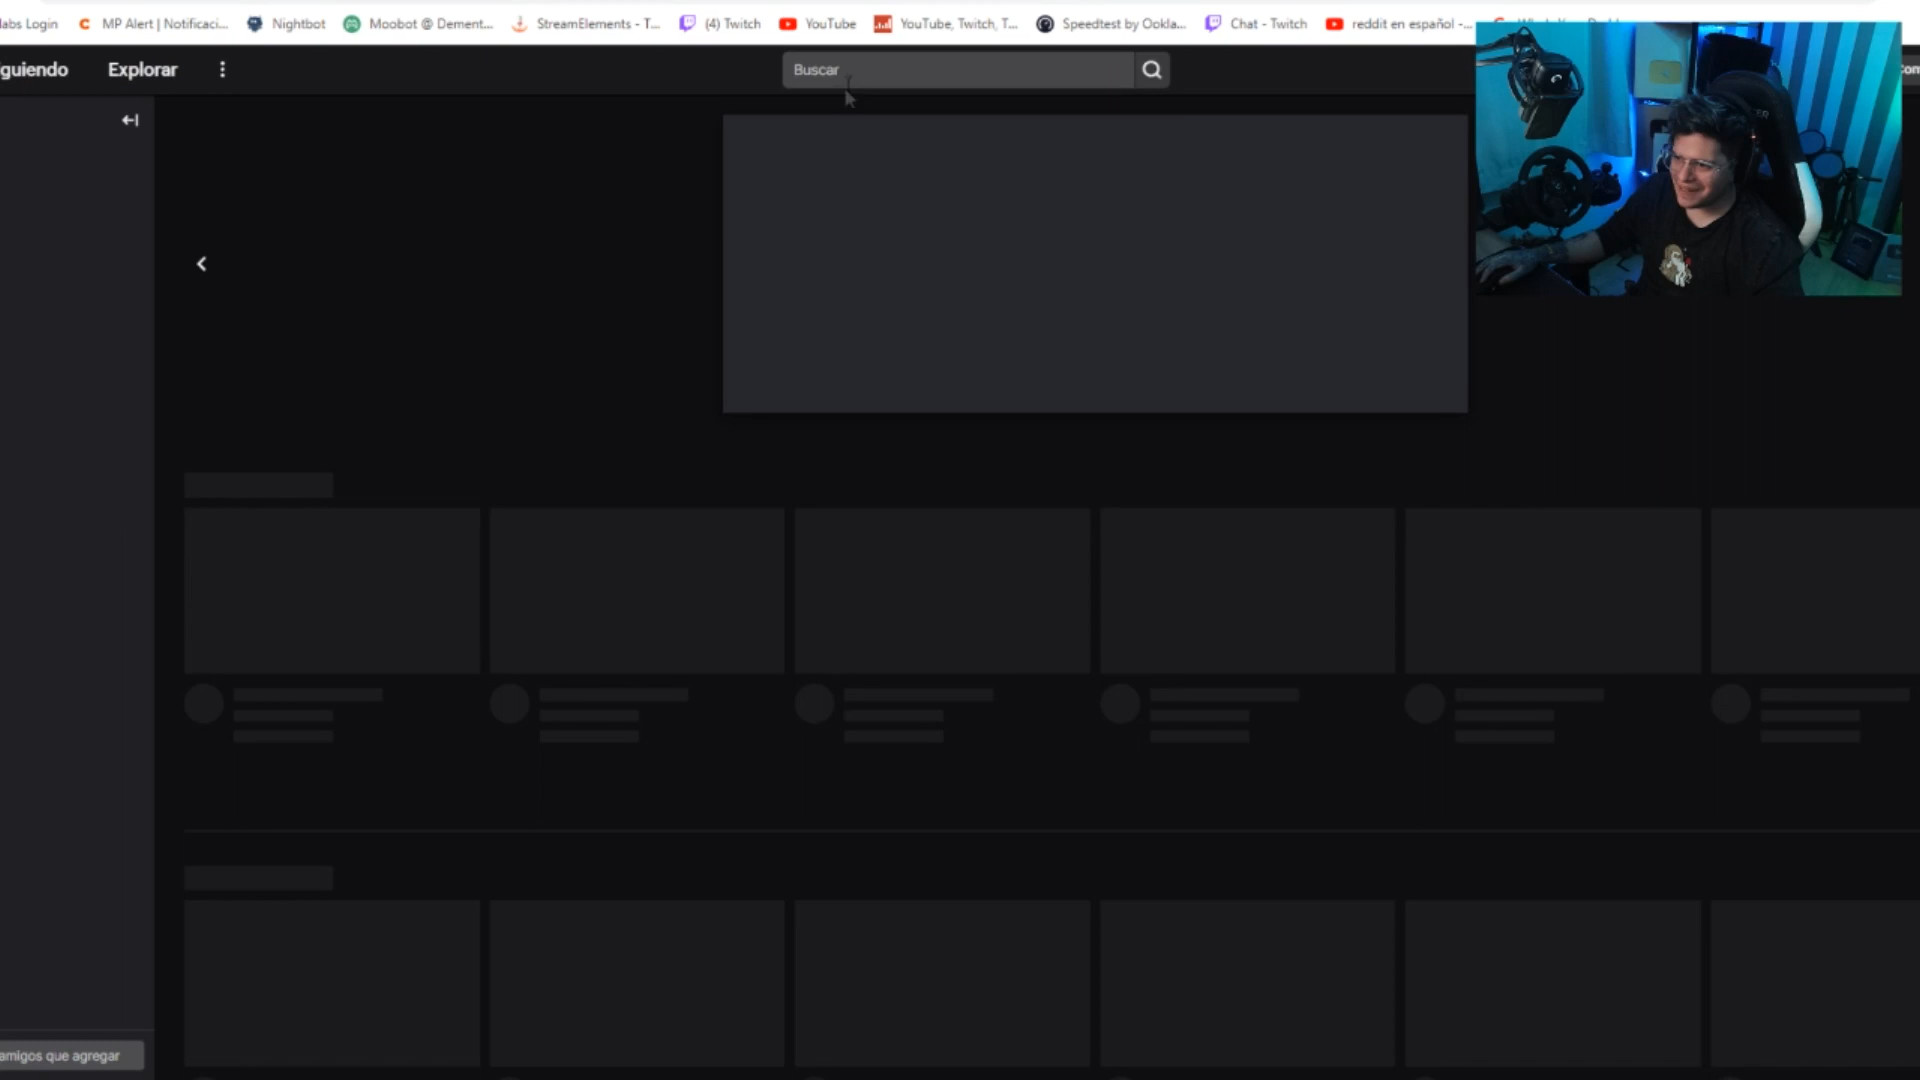 labs Login
MP Alert | Notificaci...
Nightbot
Moobot @ Dement...
StreamElements - T...
(4) Twitch
YouTube
YouTube, Twitch, T...
Speedtest by Ookla...
Chat - Twitch
reddit en español -...
guiendo
Explorar
Buscar
amigos que agregar